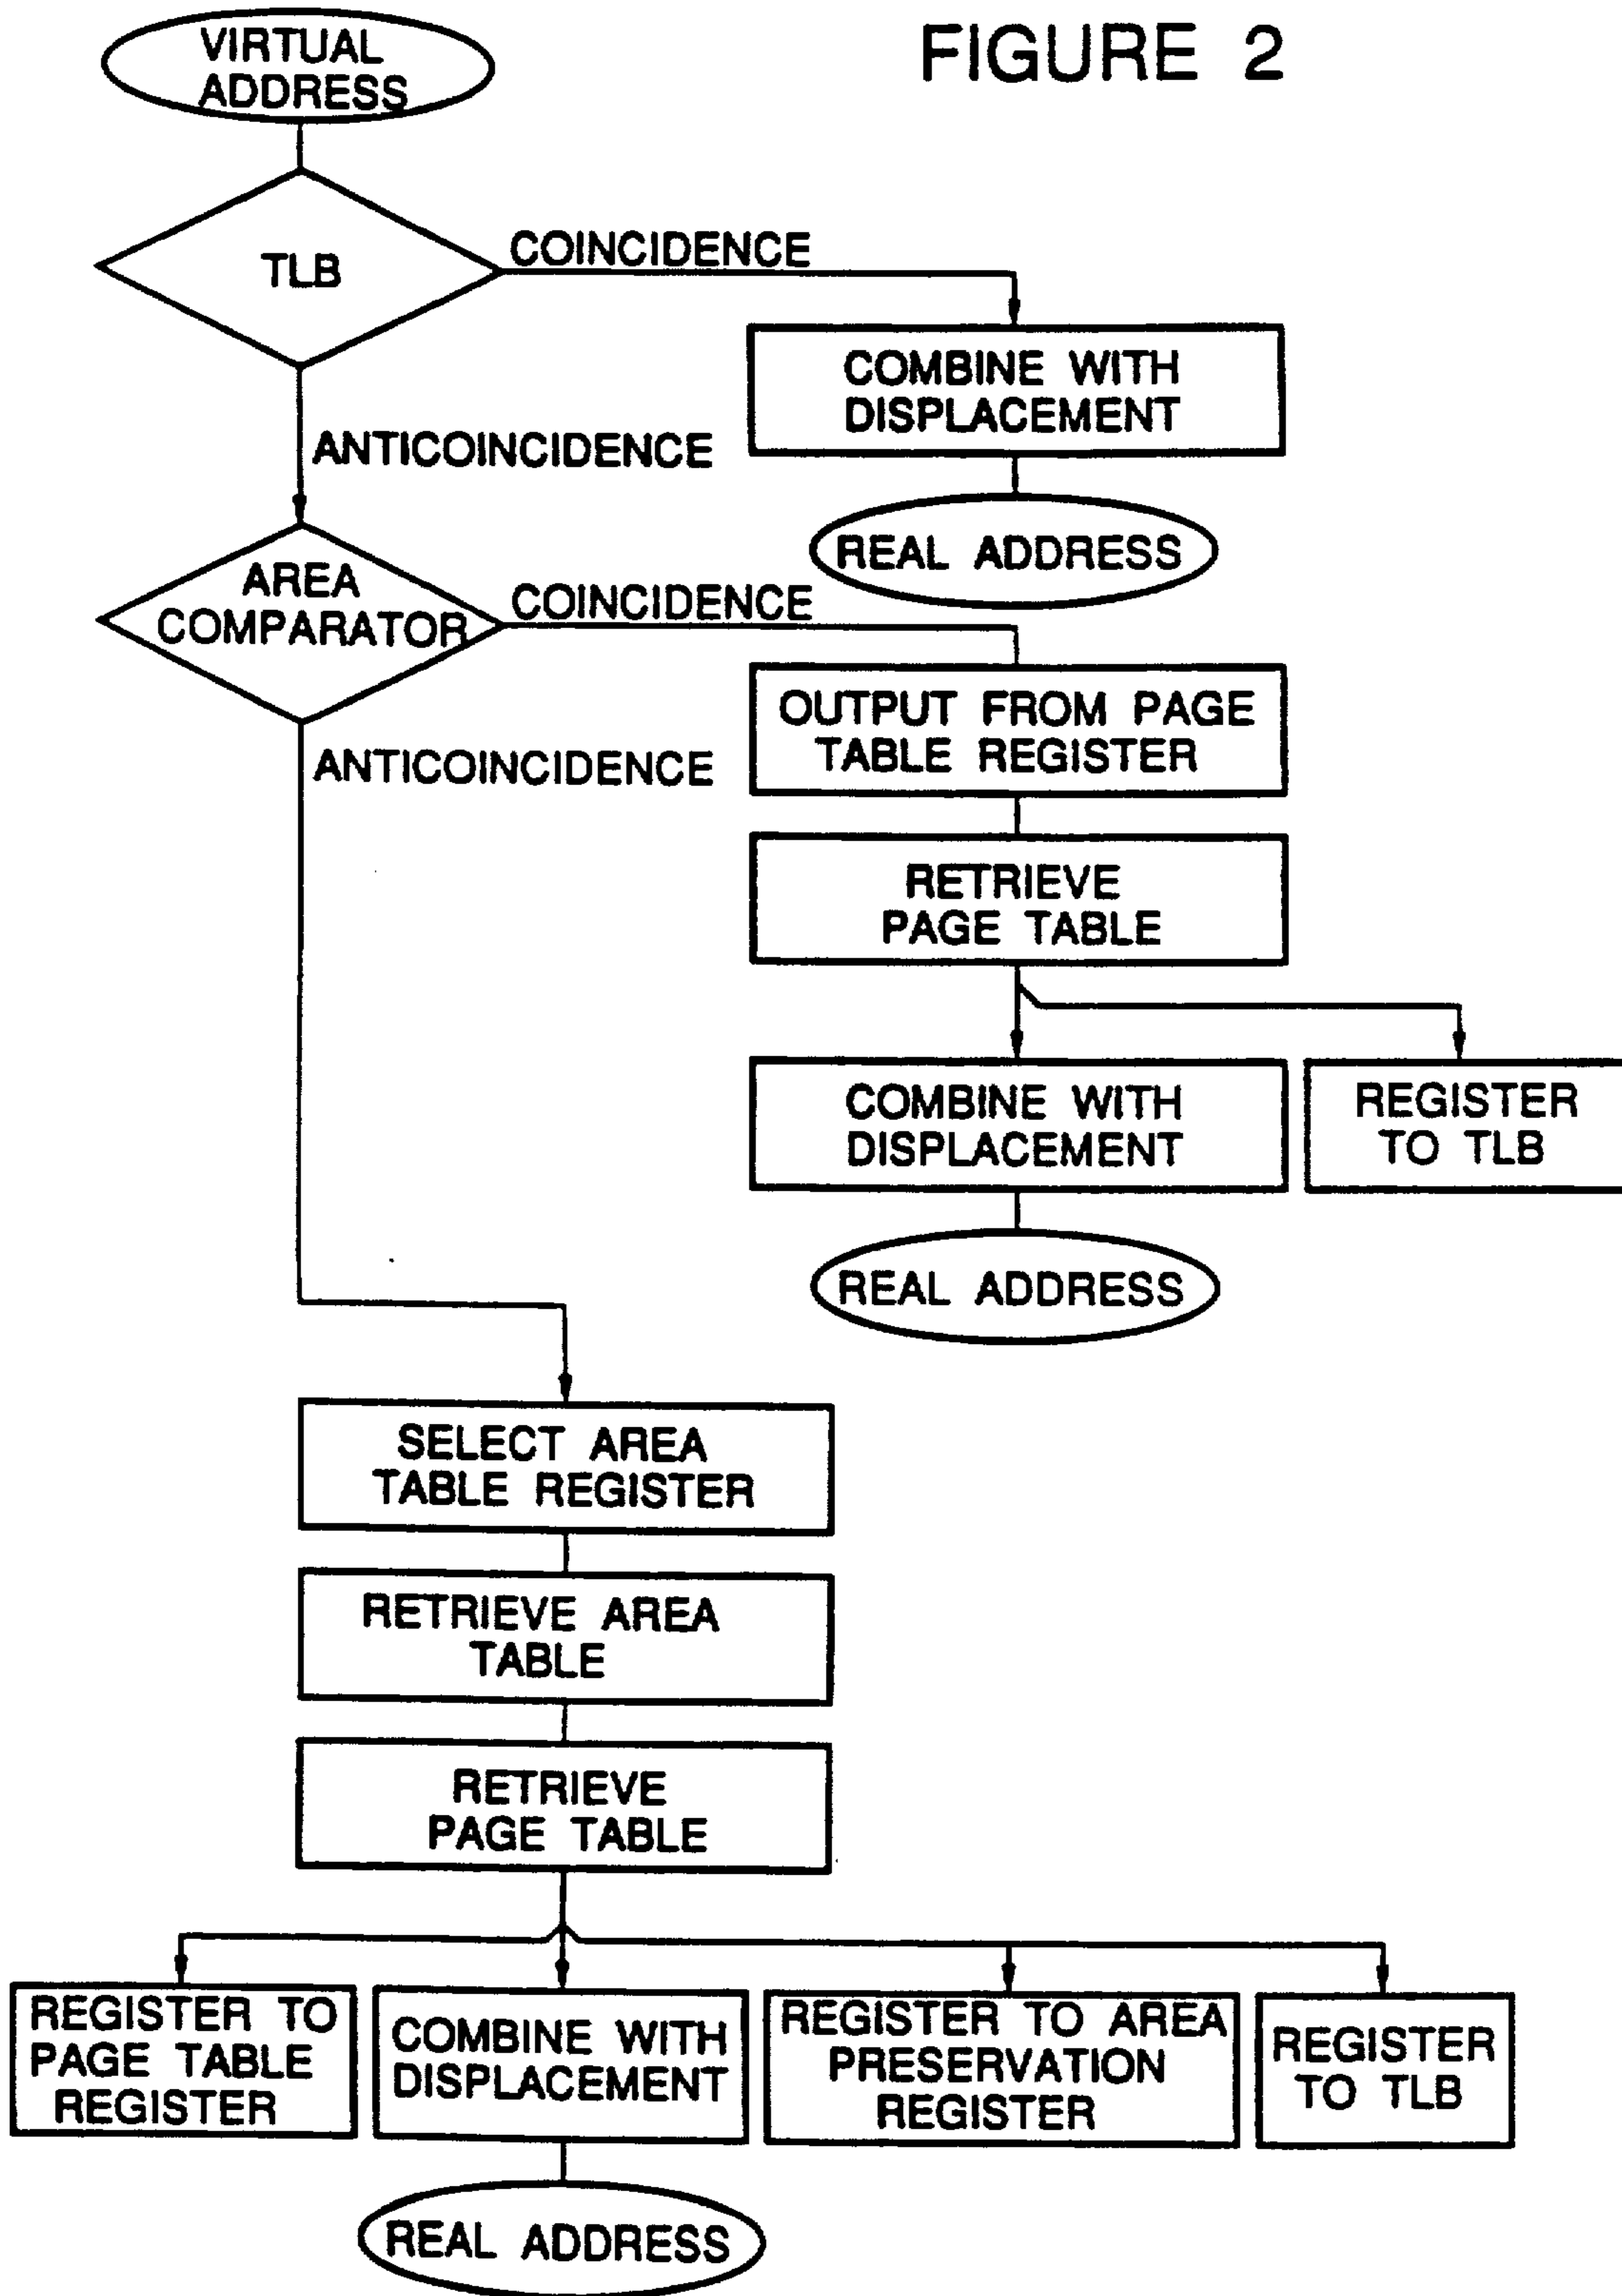 FIGURE 2
VIRTUAL
ADDRESS
TLB
COINCIDENCE
COMBINE WITH
DISPLACEMENT
ANTICOINCIDENCE
REAL ADDRESS
AREA
COMPARATOR
COINCIDENCE
OUTPUT FROM PAGE
TABLE REGISTER
ANTICOINCIDENCE
RETRIEVE
PAGE TABLE
COMBINE WITH
DISPLACEMENT
REGISTER
TO TLB
REAL ADDRESS
SELECT AREA
TABLE REGISTER
RETRIEVE AREA
TABLE
RETRIEVE
PAGE TABLE
REGISTER TO
PAGE TABLE
REGISTER
COMBINE WITH
DISPLACEMENT
REGISTER TO AREA
PRESERVATION
REGISTER
REGISTER
TO TLB
REAL ADDRESS